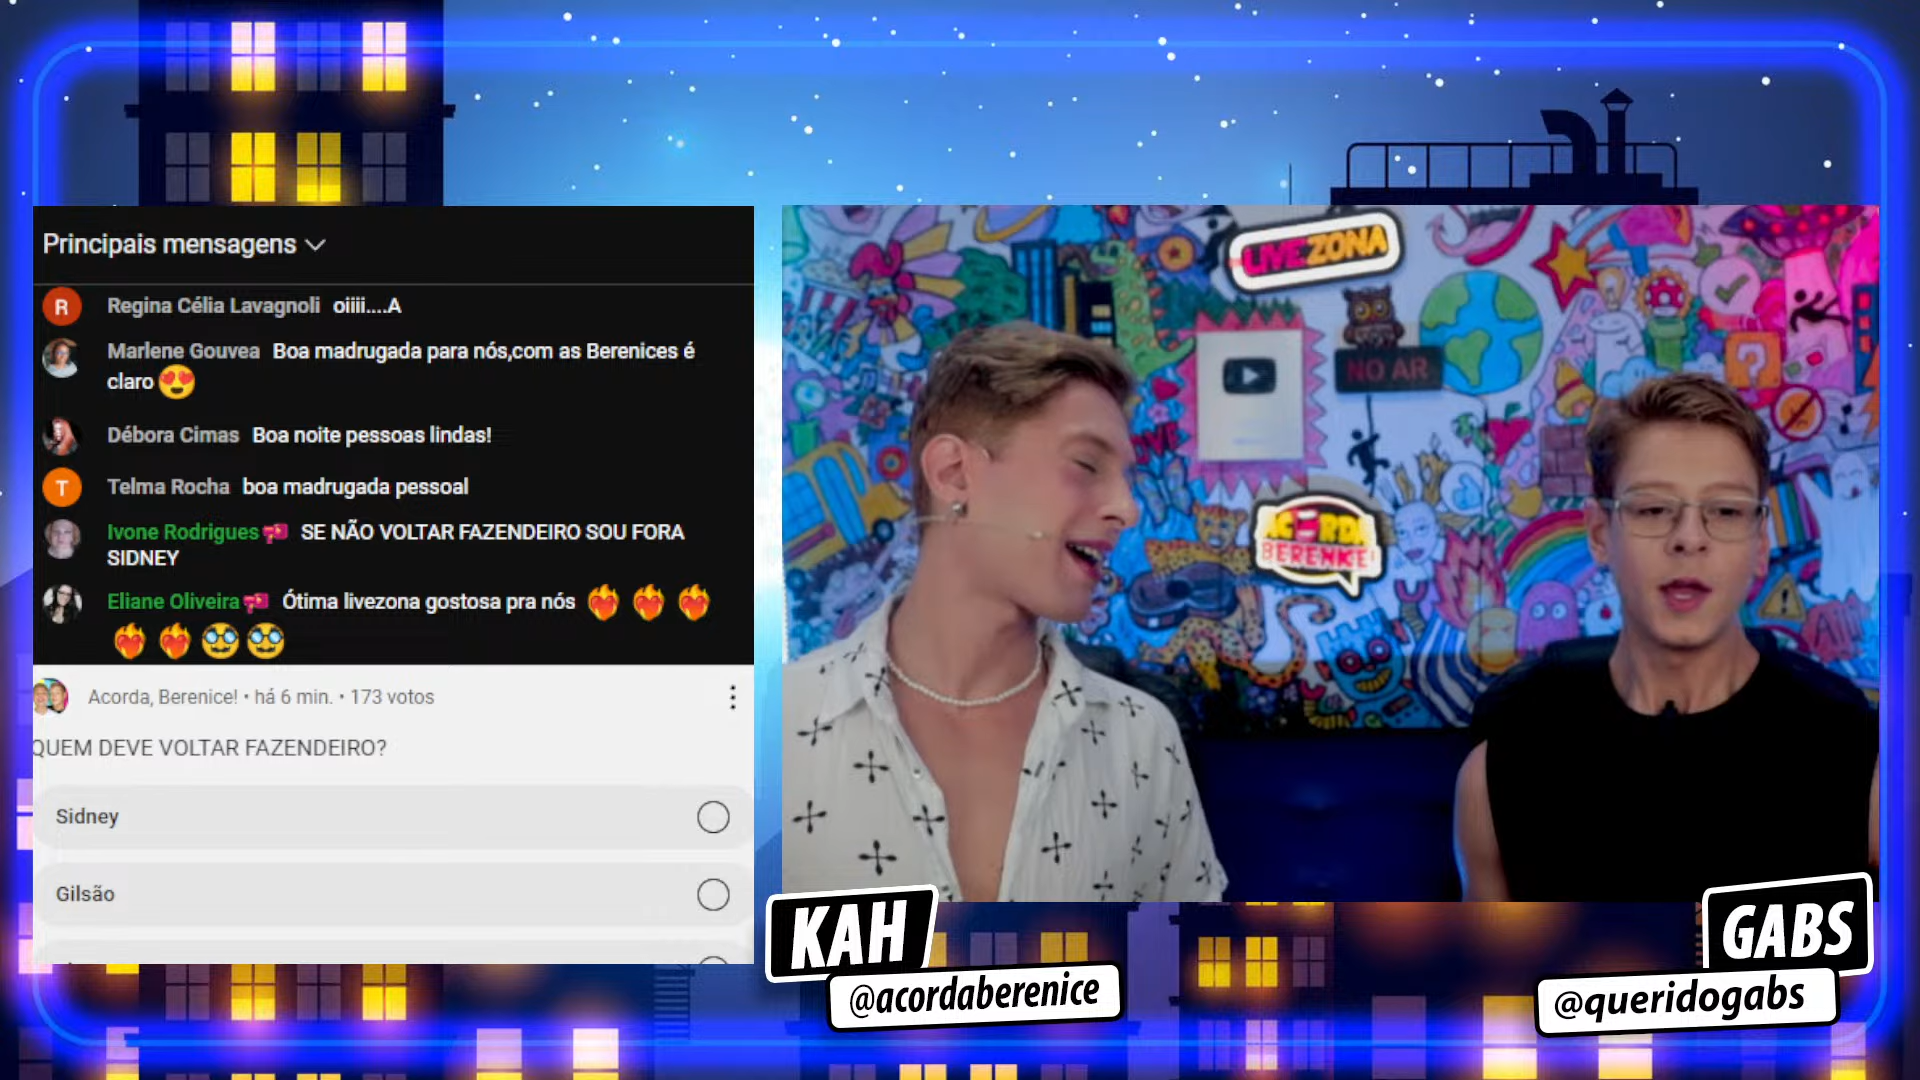 Principais mensagens
R Regina Célia Lavagnoli oiiii....A
Marlene Gouvea Boa madrugada para nós,com as Berenices é
claro
Débora Cimas Boa noite pessoas lindas!
T Telma Rocha boa madrugada pessoal
Ivone Rodrigues SE NÃO VOLTAR FAZENDEIRO SOU FORA
SIDNEY
Eliane Oliveira Ótima livezona gostosa pra nós
Acorda, Berenice! • há 6 min. • 173 votos
QUEM DEVE VOLTAR FAZENDEIRO?
Sidney
Gilsão
LIVEZONA
NO AR
ACORDA
BERENICE!
KAH
@acordaberenice
GABS
@queridogabs